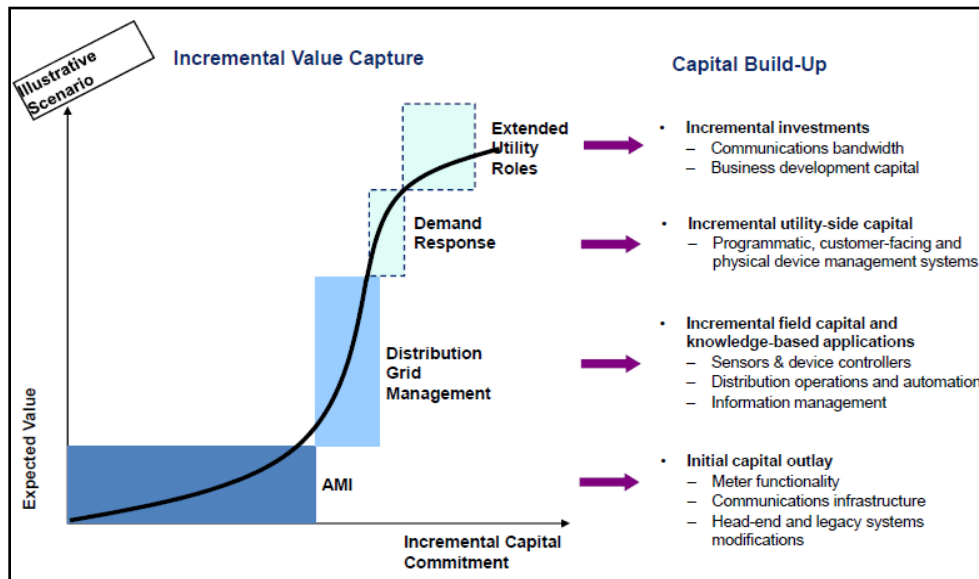 Illustrative
Scenario
Incremental Value Capture
Capital Build-Up
Expected Value
Incremental Capital
Commitment
Extended
Utility
Roles
Demand
Response
Distribution
Grid
Management
AMI
• Incremental investments
– Communications bandwidth
– Business development capital
• Incremental utility-side capital
– Programmatic, customer-facing and
physical device management systems
• Incremental field capital and
knowledge-based applications
– Sensors & device controllers
– Distribution operations and automation
– Information management
• Initial capital outlay
– Meter functionality
– Communications infrastructure
– Head-end and legacy systems
modifications